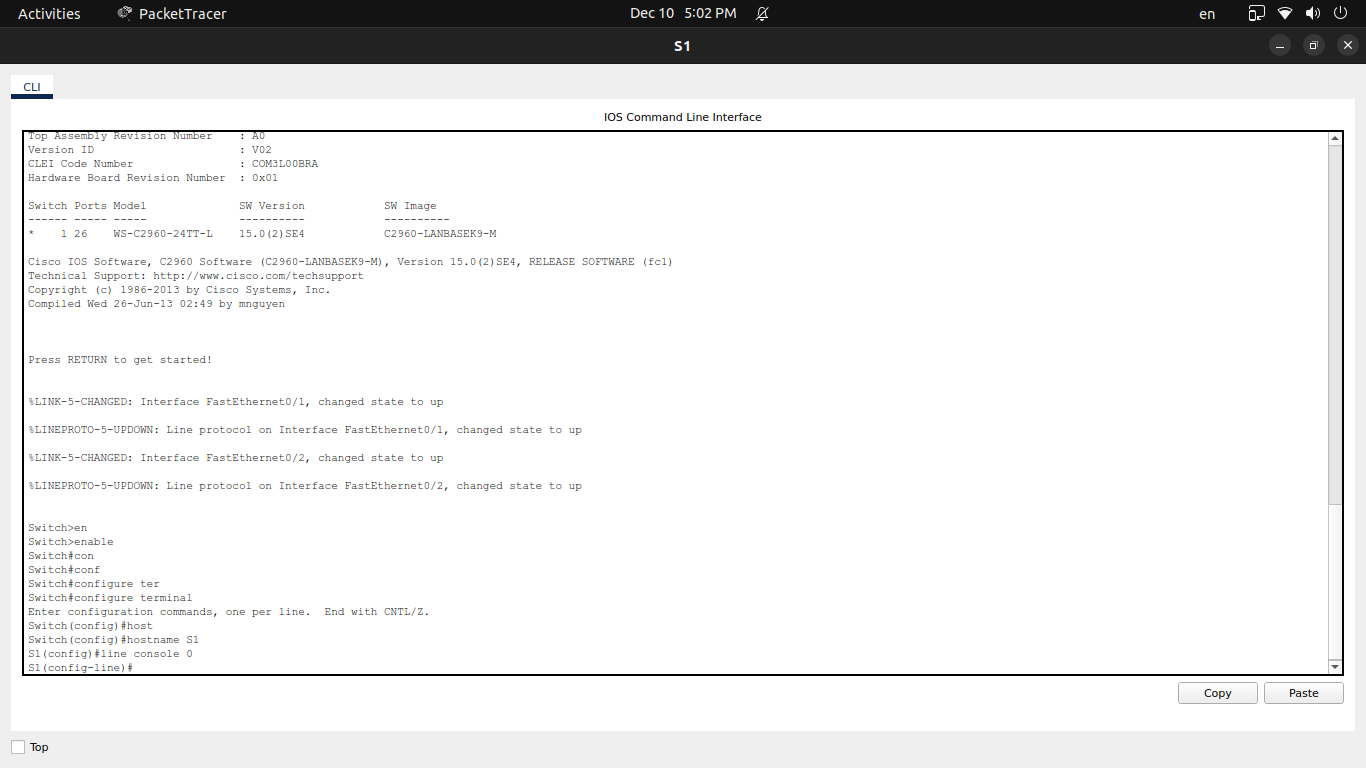 Activities PacketTracer Dec 10 5:02 PM en
S1
CLI
IOS Command Line Interface
Top Assembly Revision Number : A0
Version ID : V02
CLEI Code Number : COM3L00BRA
Hardware Board Revision Number : 0x01
Switch Ports Model SW Version SW Image
------ ----- ----- ---------- ----------
* 1 26 WS-C2960-24TT-L 15.0(2)SE4 C2960-LANBASEK9-M
Cisco IOS Software, C2960 Software (C2960-LANBASEK9-M), Version 15.0(2)SE4, RELEASE SOFTWARE (fc1)
Technical Support: http://www.cisco.com/techsupport
Copyright (c) 1986-2013 by Cisco Systems, Inc.
Compiled Wed 26-Jun-13 02:49 by mnguyen
Press RETURN to get started!
%LINK-5-CHANGED: Interface FastEthernet0/1, changed state to up
%LINEPROTO-5-UPDOWN: Line protocol on Interface FastEthernet0/1, changed state to up
%LINK-5-CHANGED: Interface FastEthernet0/2, changed state to up
%LINEPROTO-5-UPDOWN: Line protocol on Interface FastEthernet0/2, changed state to up
Switch>en
Switch>enable
Switch#con
Switch#conf
Switch#configure ter
Switch#configure terminal
Enter configuration commands, one per line. End with CNTL/Z.
Switch(config)#host
Switch(config)#hostname S1
S1(config)#line console 0
S1(config-line)#
Copy Paste
Top